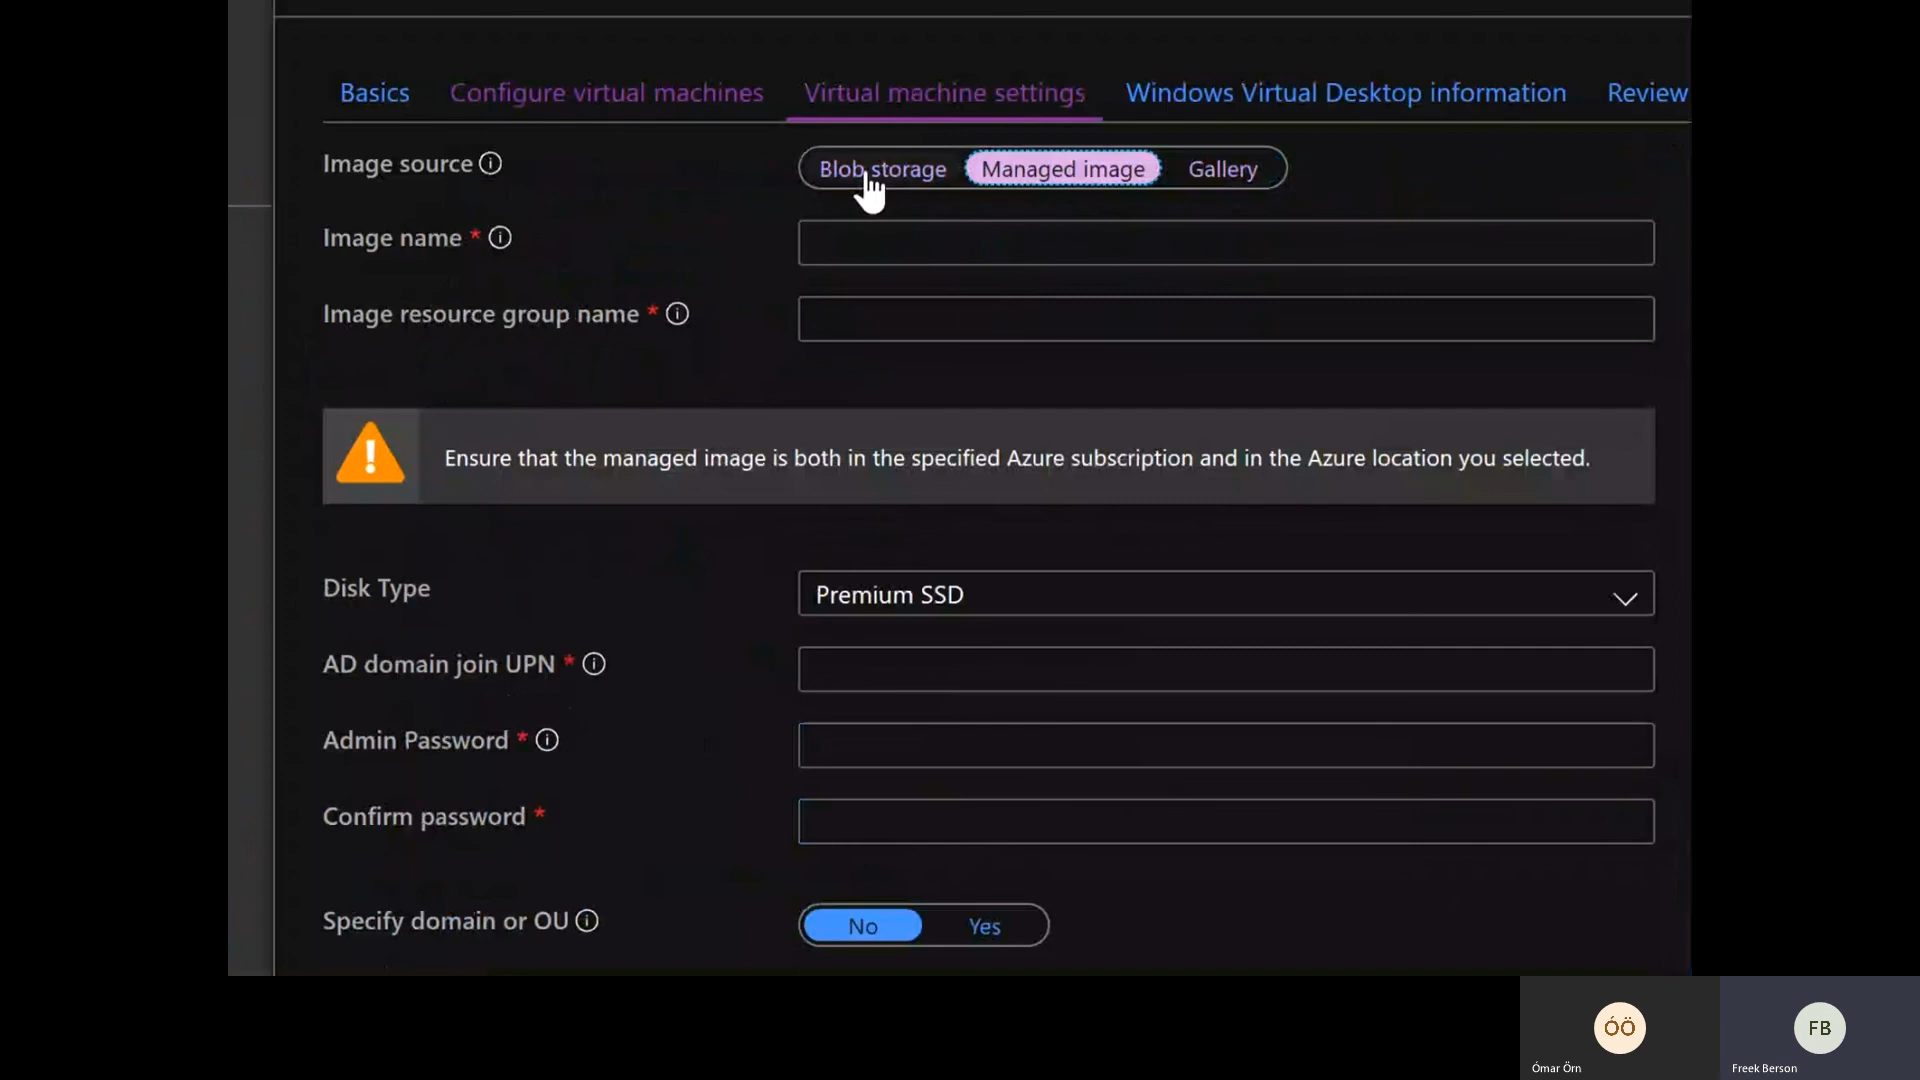 Basics Configure virtual machines Virtual machine settings Windows Virtual Desktop information Review
Image source Blob storage Managed image Gallery
Image name *
Image resource group name *
Ensure that the managed image is both in the specified Azure subscription and in the Azure location you selected.
Disk Type Premium SSD
AD domain join UPN *
Admin Password *
Confirm password *
Specify domain or OU No Yes
ÓÖ FB
Ómar Örn Freek Berson